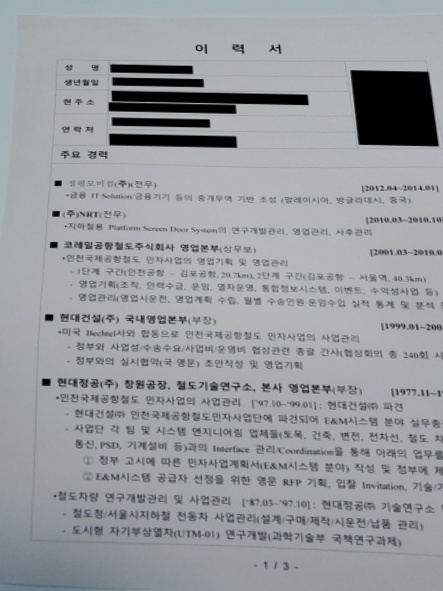 이 력 서
성 명
생년월일
현 주 소
연 락 처
주요 경력
(주)(전무) [2012.04~2014.01]
•금융 IT Solution/금융기기 등의 중개무역 기반 조성 (말레이시아, 방글라데시, 중국)
■ (주)NRT(전무) [2010.03~2010.10
•지하철용 Platform Screen Door System의 연구개발관리, 영업관리, 사후관리
■ 코레일공항철도주식회사 영업본부(상무보) [2001.03~2010.0
•인천국제공항철도 민자사업의 영업기획 및 영업관리
- 1단계 구간(인천공항 - 김포공항, 20.7km), 2단계 구간(김포공항 - 서울역, 40.3km)
- 영업기획(조직, 인력수급, 운임, 열차운영, 통합정보시스템, 이벤트, 수익성사업 등)
- 영업관리(영업시운전, 영업계획 수립, 월별 수송인원·운임수입 실적 통계 및 분석
■ 현대건설(주) 국내영업본부(부장) [1999.01~200
•미국 Bechtel사와 합동으로 인천국제공항철도 민자사업의 사업관리
- 정부와 사업성/수송수요/사업비/운영비 협상관련 총괄 간사(협상회의 총 240회
- 정부와의 실시협약(국·영문) 초안작성 및 영업기획
■ 현대정공(주) 창원공장, 철도기술연구소, 본사 영업본부(부장) [1977.11~1
•인천국제공항철도 민자사업의 사업관리 ['97.10~'99.01] : 현대건설㈜ 파견
- 현대건설㈜ 인천국제공항철도민자사업단에 파견되어 E&M시스템 분야 실무총
- 사업단 각 팀 및 시스템 엔지니어링 업체들(토목, 건축, 변전, 전차선, 철도 차
통신, PSD, 기계설비 등)과의 Interface 관리/Coordination을 통해 아래의 업무를
① 정부 고시에 따른 민자사업계획서(E&M시스템 분야) 작성 및 정부에 제
② E&M시스템 공급자 선정을 위한 영문 RFP 기획, 입찰 Invitation, 기술/가
•철도차량 연구개발관리 및 사업관리 ['87.03~'97.10] : 현대정공㈜ 기술연구소
- 철도청/서울시지하철 전동차 사업관리(설계/구매/제작/시운전/납품 관리)
- 도시형 자기부상열차(UTM-01) 연구개발(과학기술부 국책연구과제)
- 1 / 3 -